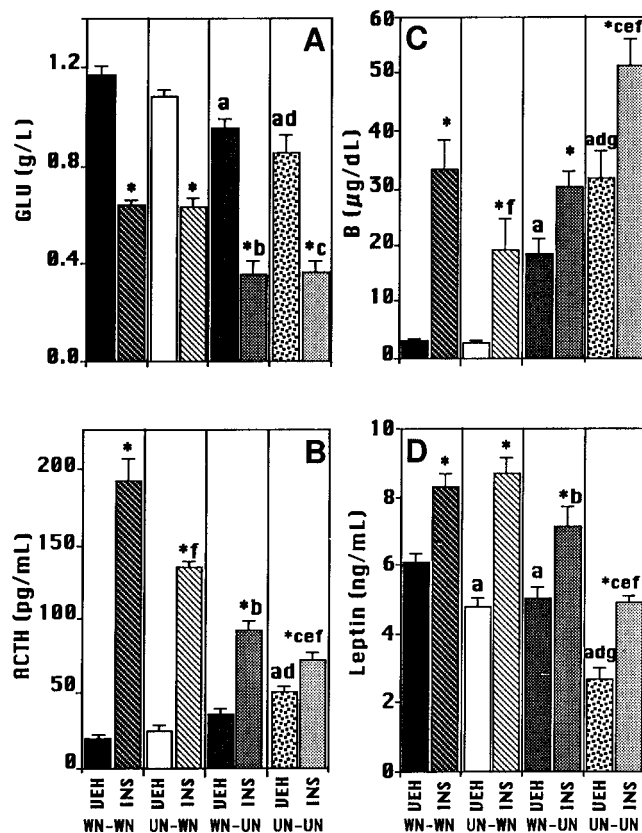 A
GLU (g/L)
1.2
0.8
0.4
0.0
*
*
a
*b
ad
*c
C
B (µg/dL)
60
50
40
30
20
10
0
*
*f
a
*
adg
*cef
B
ACTH (pg/mL)
200
150
100
50
0
*
*f
*b
ad
*cef
VEH INS VEH INS VEH INS VEH INS
WN-WN UN-WN WN-UN UN-UN
D
Leptin (ng/mL)
10
8
6
4
2
0
*
a
*
a
*b
adg
*cef
VEH INS VEH INS VEH INS VEH INS
WN-WN UN-WN WN-UN UN-UN